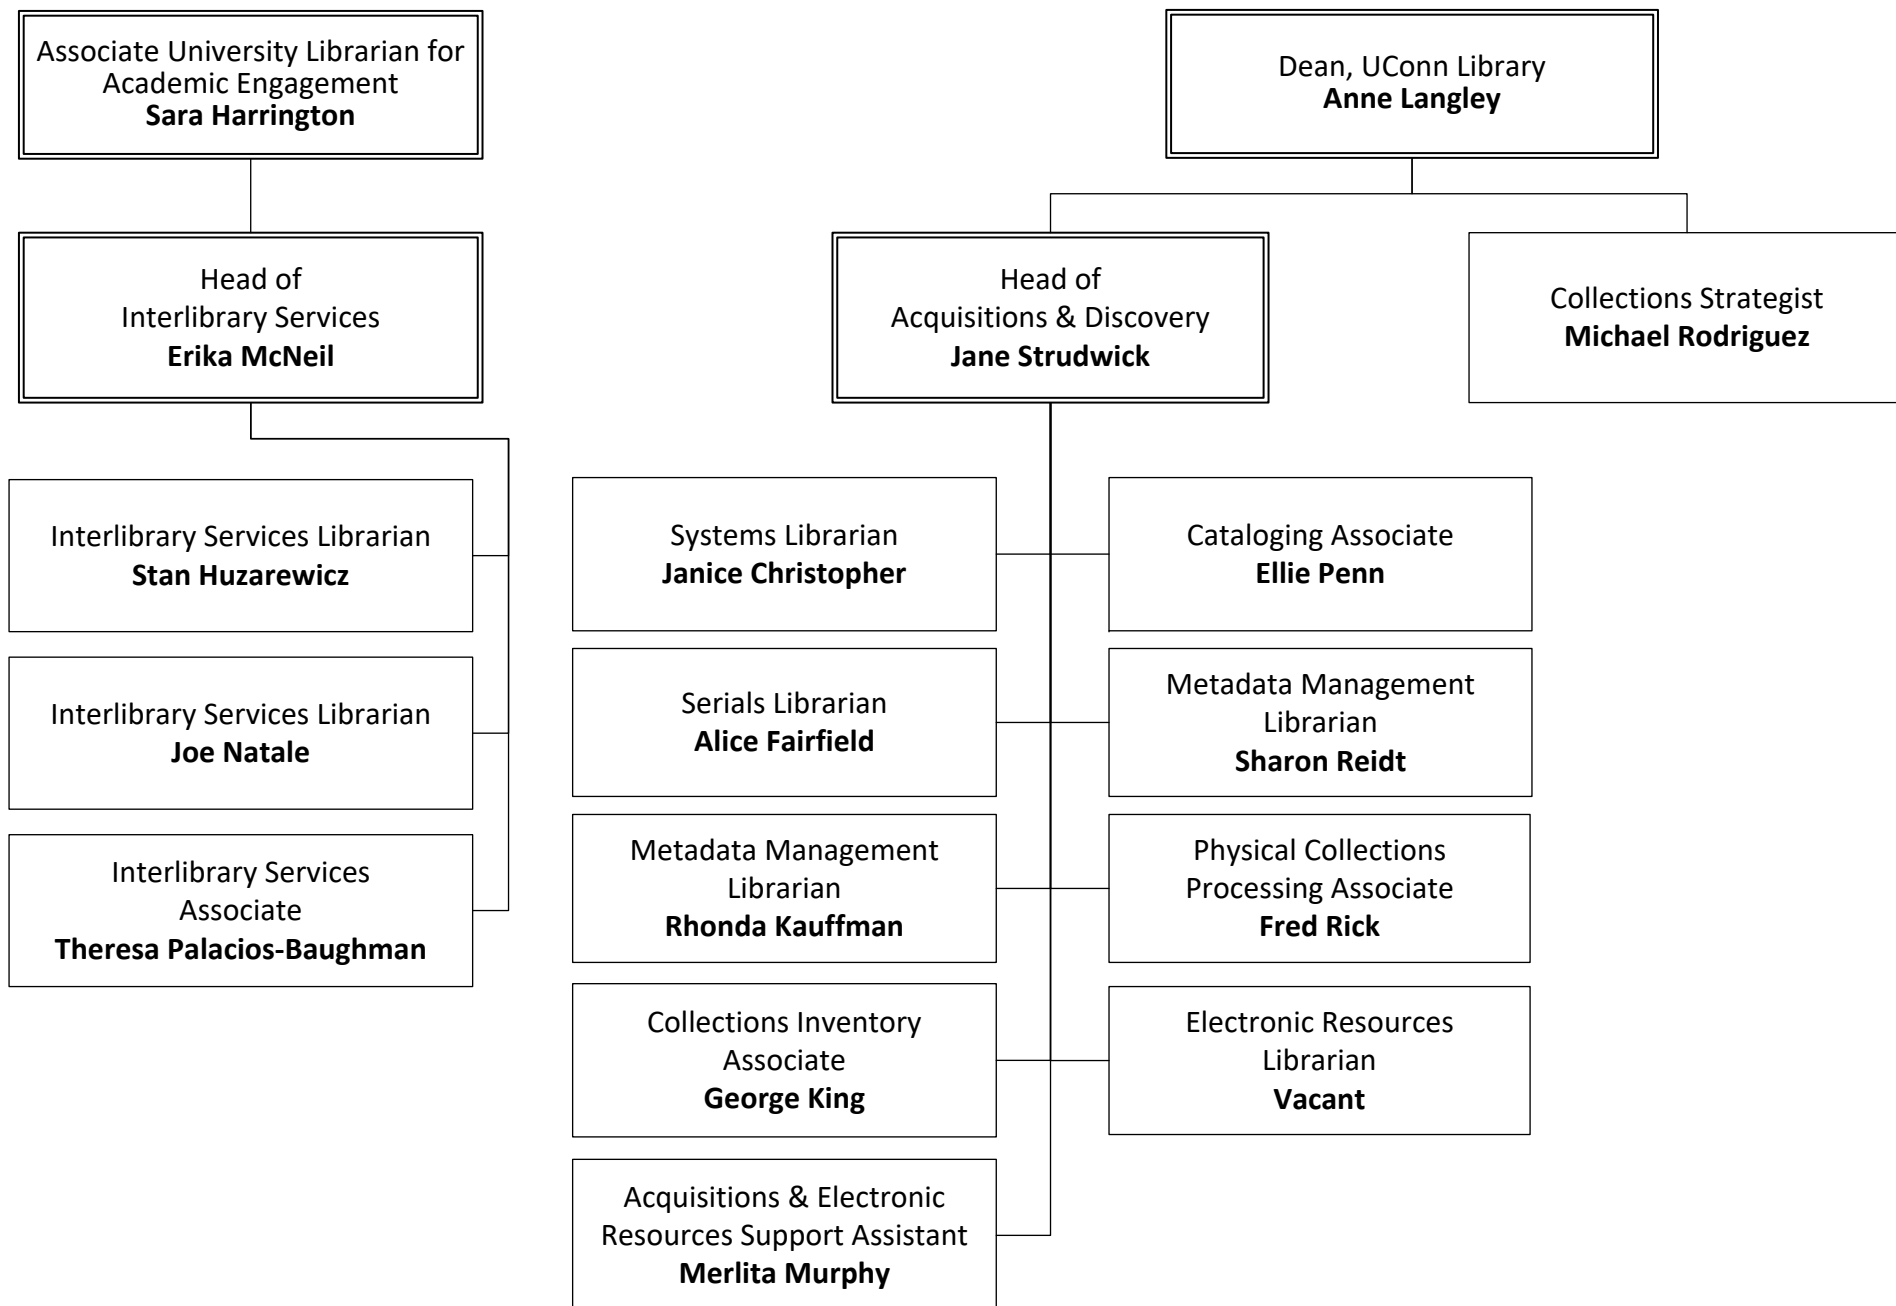 Associate University Librarian for
Academic Engagement
Sara Harrington
Dean, UConn Library
Anne Langley
Head of
Interlibrary Services
Erika McNeil
Head of
Acquisitions & Discovery
Jane Strudwick
Collections Strategist
Michael Rodriguez
Interlibrary Services Librarian
Stan Huzarewicz
Interlibrary Services Librarian
Joe Natale
Interlibrary Services
Associate
Theresa Palacios-Baughman
Systems Librarian
Janice Christopher
Cataloging Associate
Ellie Penn
Serials Librarian
Alice Fairfield
Metadata Management
Librarian
Sharon Reidt
Metadata Management
Librarian
Rhonda Kauffman
Physical Collections
Processing Associate
Fred Rick
Collections Inventory
Associate
George King
Electronic Resources
Librarian
Vacant
Acquisitions & Electronic
Resources Support Assistant
Merlita Murphy